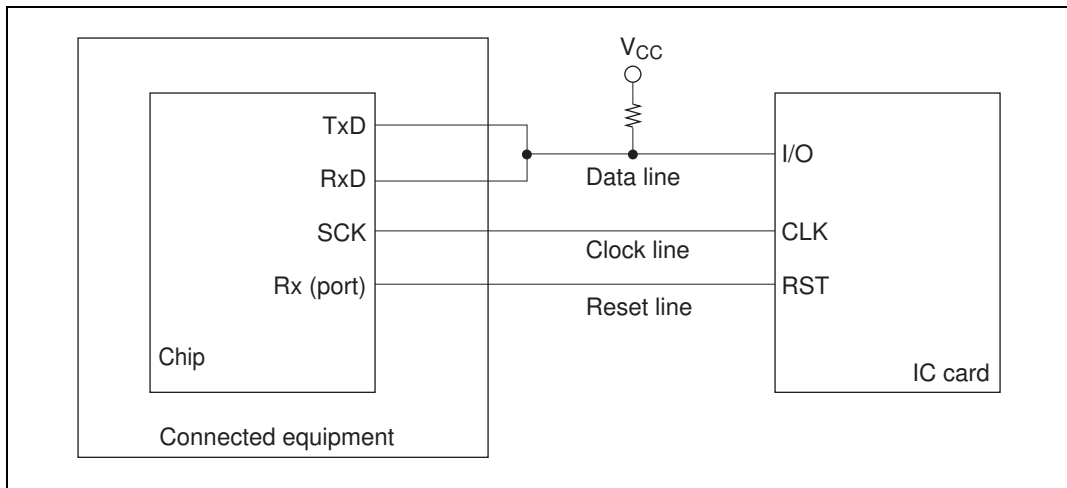 VCC
TxD
RxD
SCK
Rx (port)
Chip
Connected equipment
Data line
Clock line
Reset line
I/O
CLK
RST
IC card